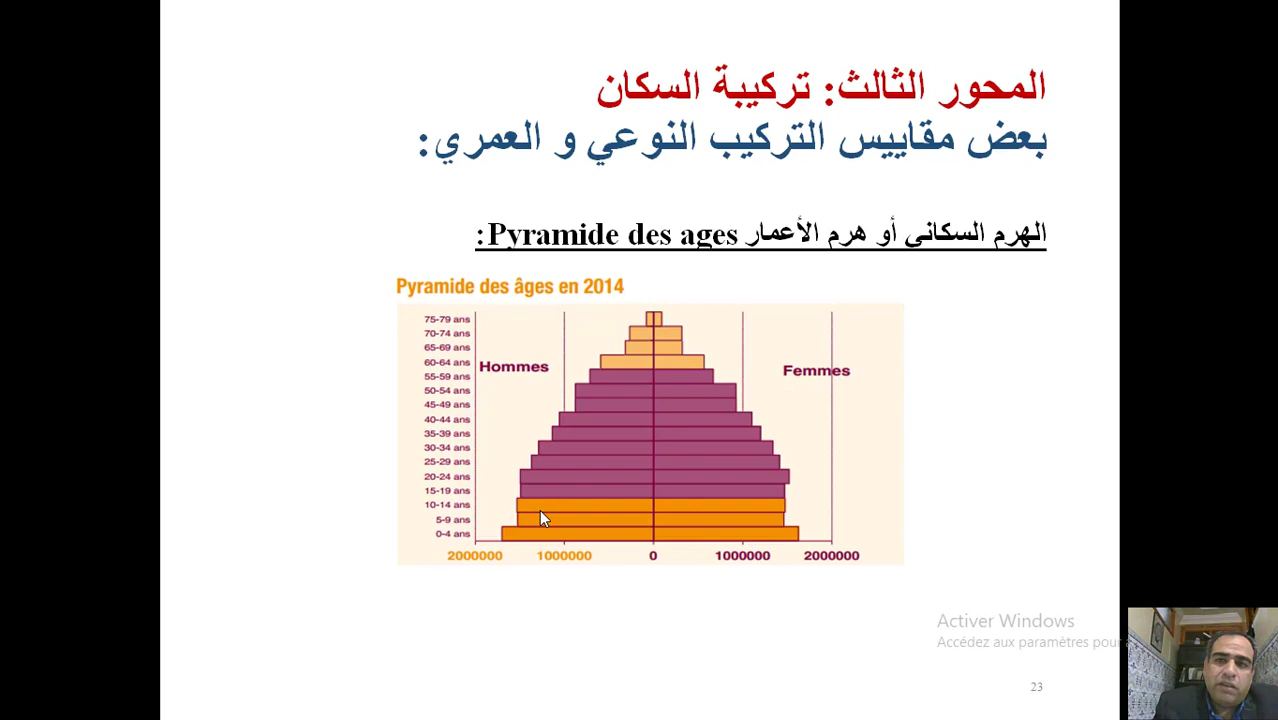 المحور الثالث: تركيبة السكان
بعض مقاييس التركيب النوعي و العمري:
الهرم السكاني أو هرم الأعمار Pyramide des ages:
Pyramide des âges en 2014
75-79 ans
70-74 ans
65-69 ans
60-64 ans
Hommes
Femmes
55-59 ans
50-54 ans
45-49 ans
40-44 ans
35-39 ans
30-34 ans
25-29 ans
20-24 ans
15-19 ans
10-14 ans
5-9 ans
0-4 ans
2000000 1000000 0 1000000 2000000
Activer Windows
Accédez aux paramètres pour
23